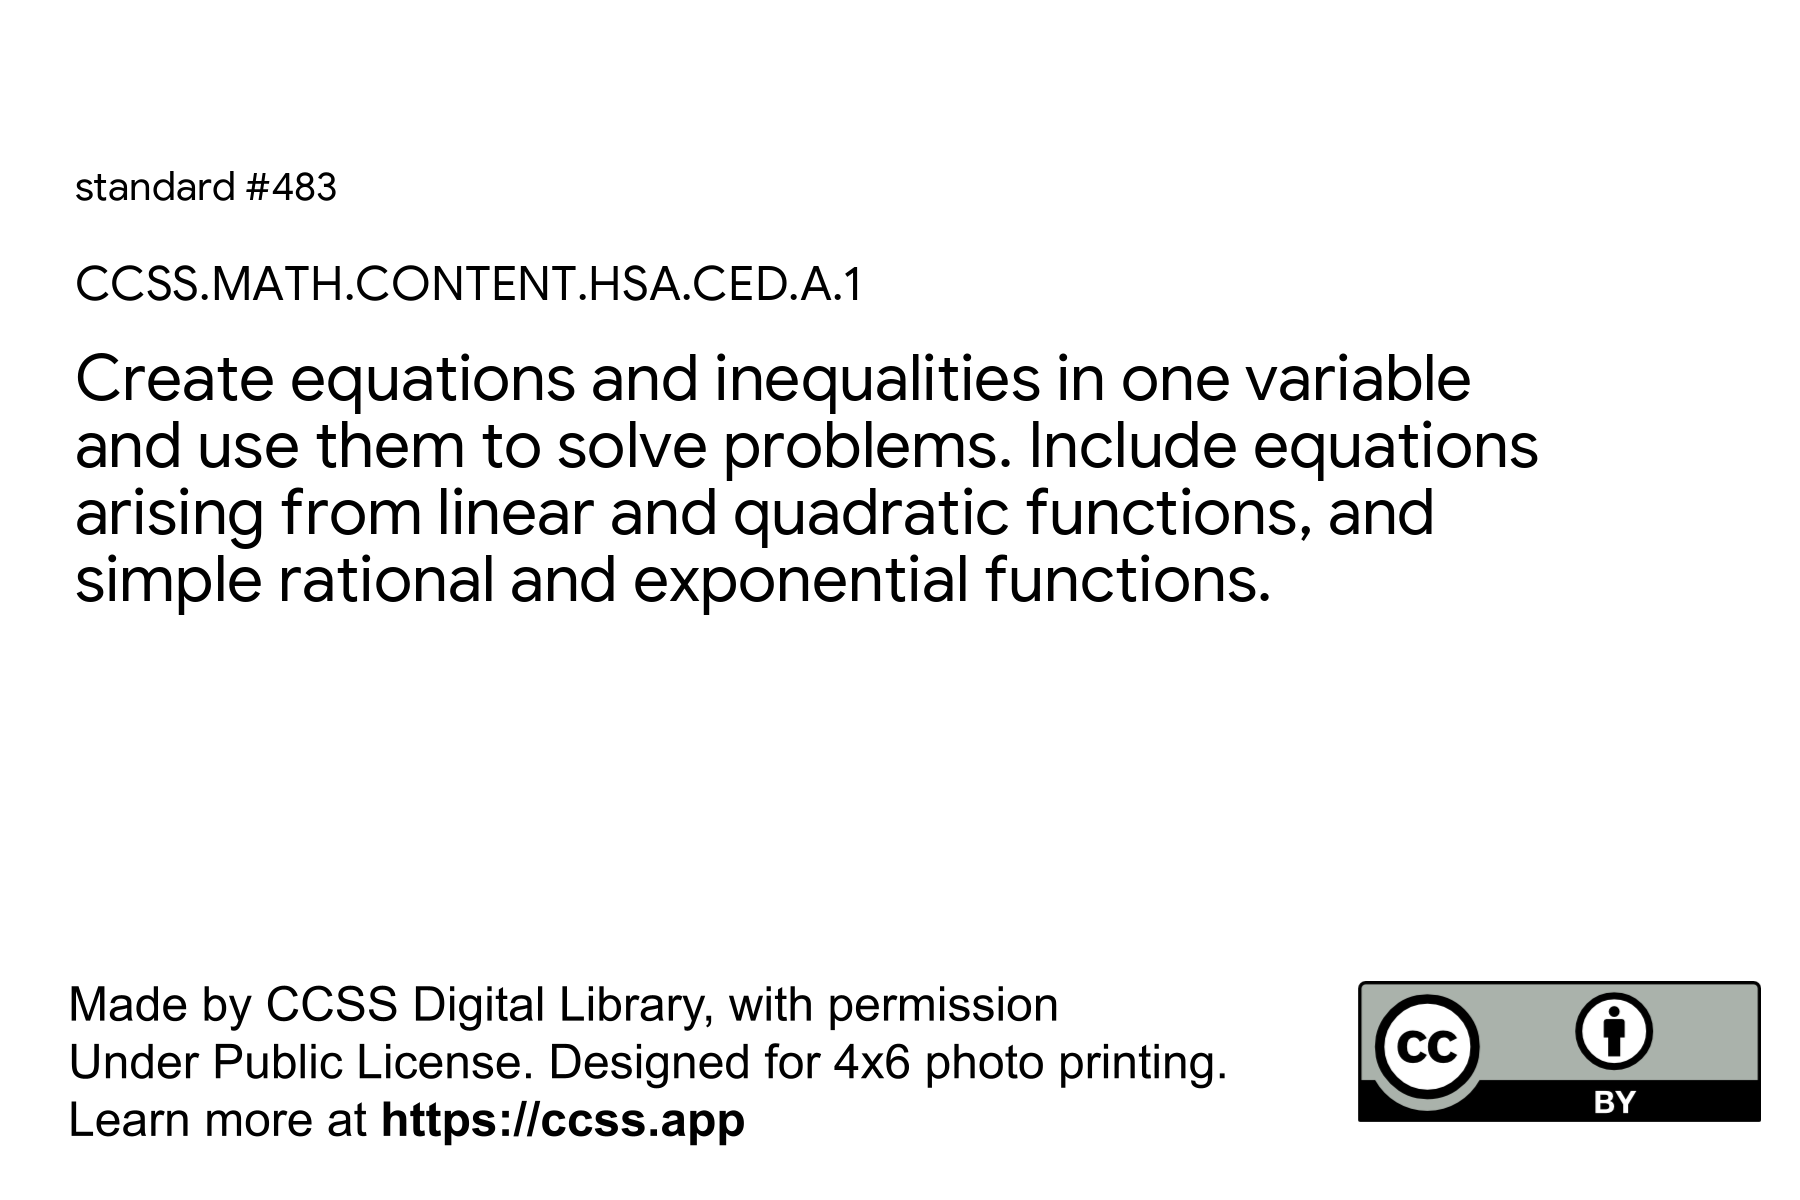 standard #483
CCSS.MATH.CONTENT.HSA.CED.A.1
Create equations and inequalities in one variable
and use them to solve problems. Include equations
arising from linear and quadratic functions, and
simple rational and exponential functions.
Made by CCSS Digital Library, with permission
Under Public License. Designed for 4x6 photo printing.
Learn more at https://ccss.app
CC
BY